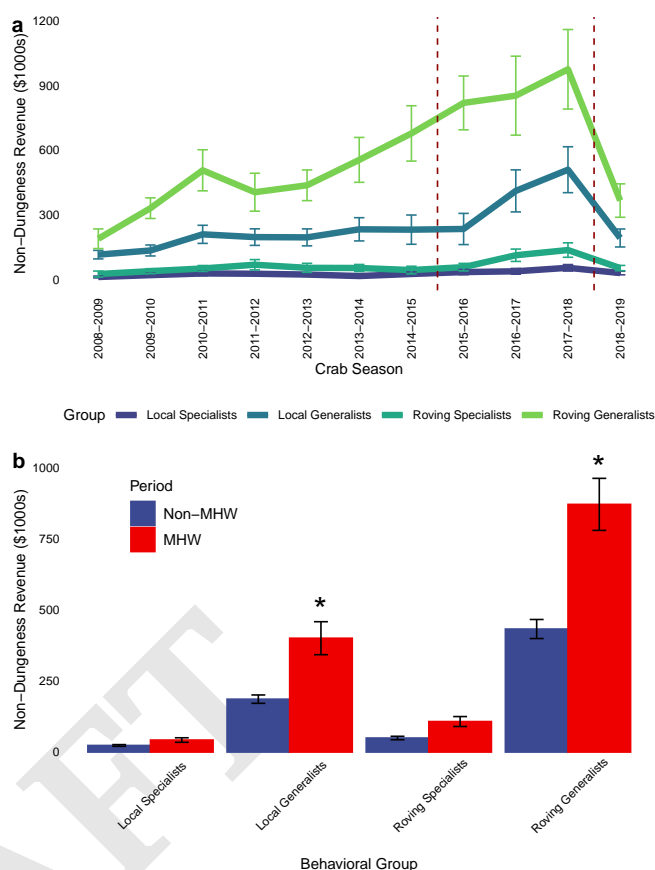 a
Non−Dungeness Revenue ($1000s)
1200
900
600
300
0
2008−2009
2009−2010
2010−2011
2011−2012
2012−2013
2013−2014
2014−2015
2015−2016
2016−2017
2017−2018
2018−2019
Crab Season
Group Local Specialists Local Generalists Roving Specialists Roving Generalists
b
Non−Dungeness Revenue ($1000s)
1000
750
500
250
0
Period
Non−MHW
MHW
*
*
Local Specialists
Local Generalists
Roving Specialists
Roving Generalists
Behavioral Group